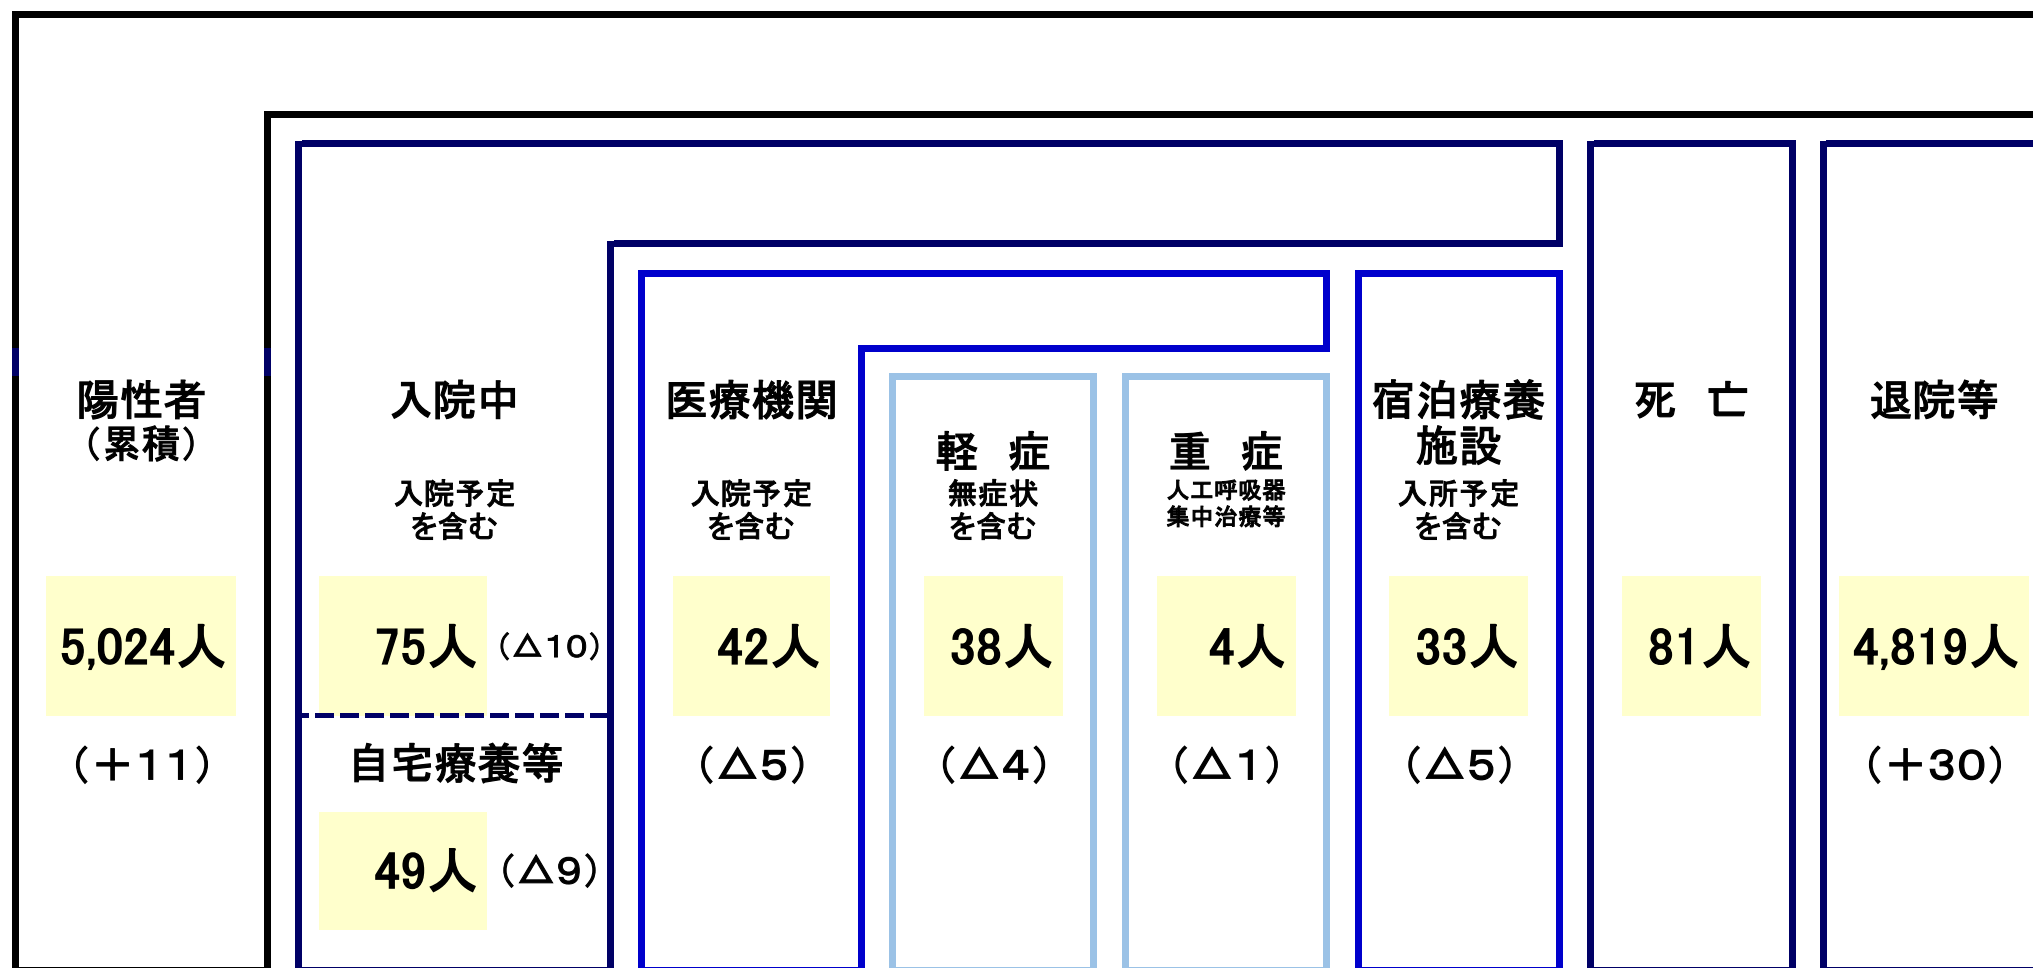 陽性者
（累積）
5,024人
（＋11）
入院中
入院予定
を含む
75人（△10）
自宅療養等
49人（△9）
医療機関
入院予定
を含む
42人
（△5）
軽　症
無症状
を含む
38人
（△4）
重　症
人工呼吸器
集中治療等
4人
（△1）
宿泊療養
施設
入所予定
を含む
33人
（△5）
死　亡
81人
退院等
4,819人
（＋30）